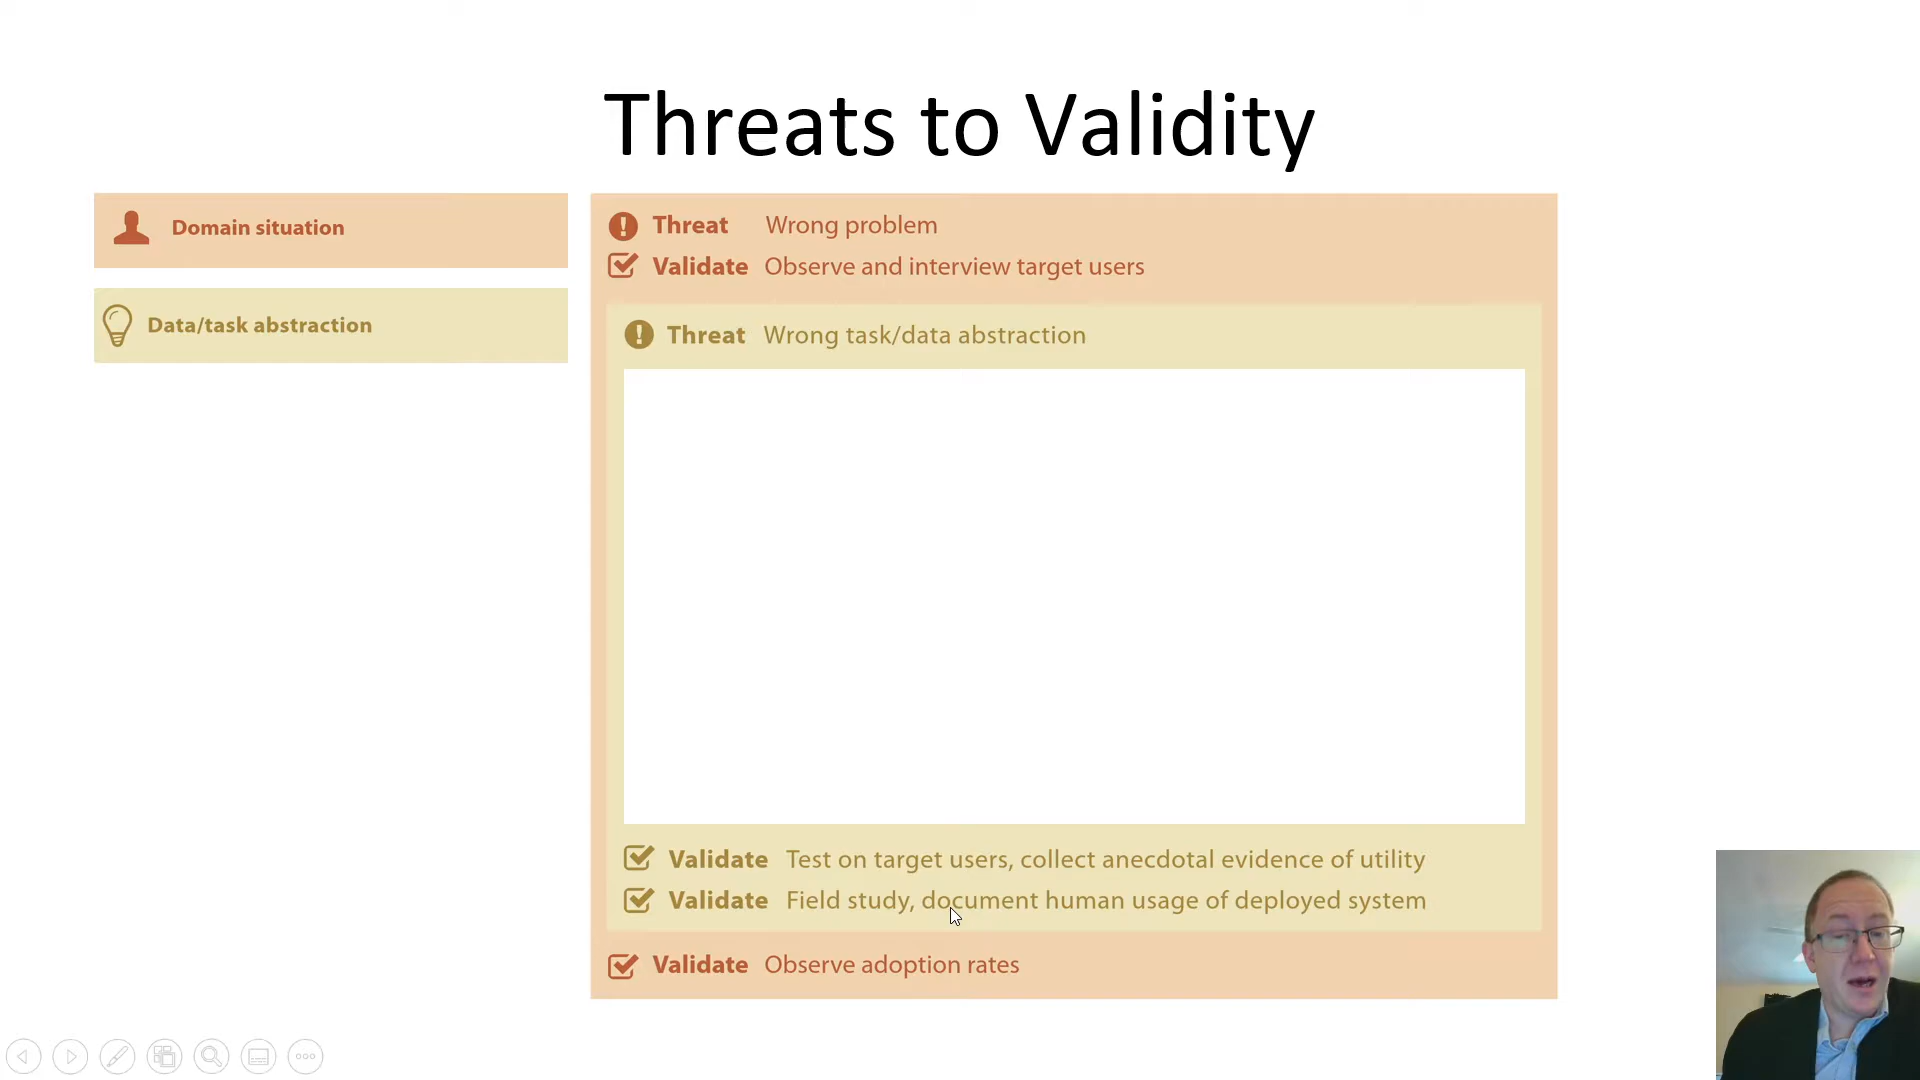 Threats to Validity
Domain situation
Data/task abstraction
Threat Wrong problem
Validate Observe and interview target users
Threat Wrong task/data abstraction
Validate Test on target users, collect anecdotal evidence of utility
Validate Field study, document human usage of deployed system
Validate Observe adoption rates